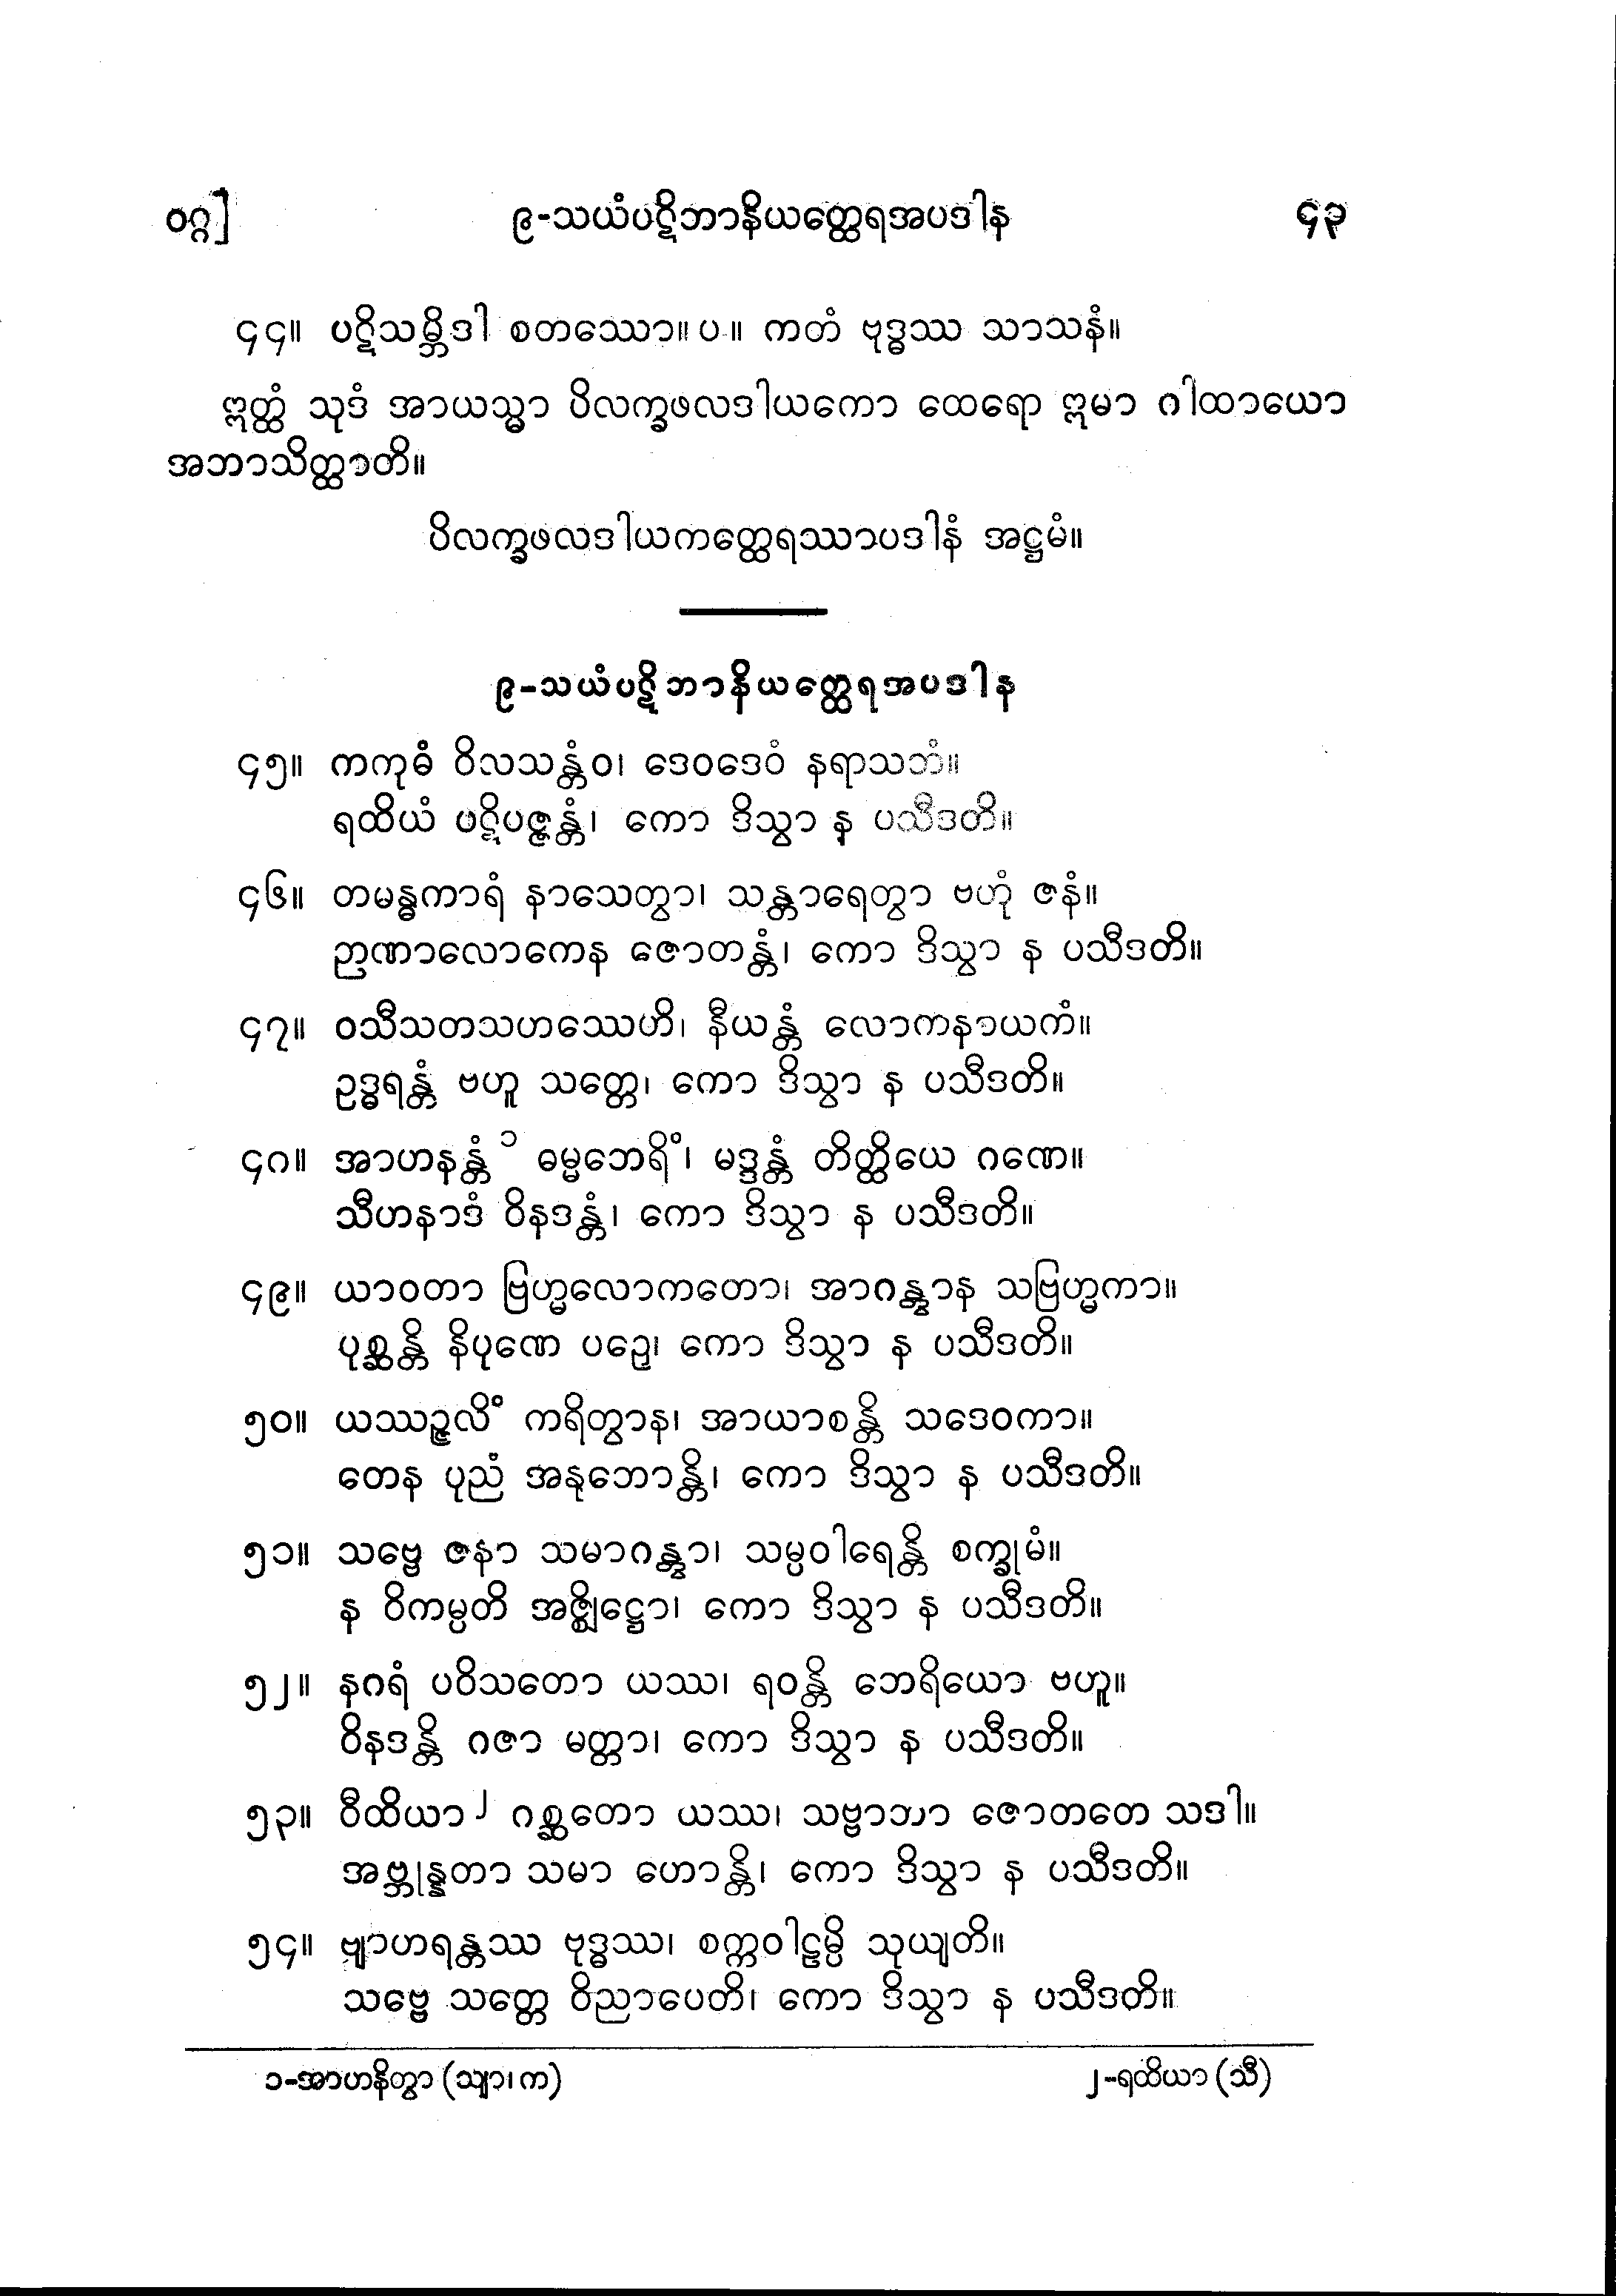 ဝဂ္ဂ] ၉-သယံပဋိဘာနိယတ္ထေရအပဒါန ၄၃
၄၄။ ပဋိသမ္ဘိဒါ စတဿော။ ပ။ ကတံ ဗုဒ္ဓဿ သာသနံ။
ဣတ္ထံ သုဒံ အာယသ္မာ ပိလက္ခဖလဒါယကော ထေရော ဣမာ ဂါထာယော
အဘာသိတ္ထာတိ။
ပိလက္ခဖလဒါယကတ္ထေရဿာပဒါနံ အဋ္ဌမံ။
၉-သယံပဋိဘာနိယတ္ထေရအပဒါန
၄၅။ ကကုဓံ ဝိလသန္တံဝ၊ ဒေဝဒေဝံ နရာသဘံ။
ရထိယံ ပဋိပဇ္ဇန္တံ၊ ကော ဒိသွာ န ပသီဒတိ။
၄၆။ တမန္ဓကာရံ နာသေတွာ၊ သန္တာရေတွာ ဗဟုံ ဇနံ။
ဉာဏာလောကေန ဇောတန္တံ၊ ကော ဒိသွာ န ပသီဒတိ။
၄၇။ ဝသီသတသဟဿေဟိ၊ နီယန္တံ လောကနာယကံ။
ဥဒ္ဓရန္တံ ဗဟူ သတ္တေ၊ ကော ဒိသွာ န ပသီဒတိ။
၄၈။ အာဟနန္တံ ၁ ဓမ္မဘေရိံ၊ မဒ္ဒန္တံ တိတ္ထိယေ ဂဏေ။
သီဟနာဒံ ဝိနဒန္တံ၊ ကော ဒိသွာ န ပသီဒတိ။
၄၉။ ယာဝတာ ဗြဟ္မလောကတော၊ အာဂန္တွာန သဗြဟ္မကာ။
ပုစ္ဆန္တိ နိပုဏေ ပဉှေ၊ ကော ဒိသွာ န ပသီဒတိ။
၅၀။ ယဿဉ္ဇလိံ ကရိတွာန၊ အာယာစန္တိ သဒေဝကာ။
တေန ပုညံ အနုဘောန္တိ၊ ကော ဒိသွာ န ပသီဒတိ။
၅၁။ သဗ္ဗေ ဇနာ သမာဂန္တွာ၊ သမ္ပဝါရေန္တိ စက္ခုမံ။
န ဝိကမ္ပတိ အဇ္ဈိဋ္ဌော၊ ကော ဒိသွာ န ပသီဒတိ။
၅၂။ နဂရံ ပဝိသတော ယဿ၊ ရဝန္တိ ဘေရိယော ဗဟူ။
ဝိနဒန္တိ ဂဇာ မတ္တာ၊ ကော ဒိသွာ န ပသီဒတိ။
၅၃။ ဝီထိယာ ၂ ဂစ္ဆတော ယဿ၊ သဗ္ဗာဘာ ဇောတတေ သဒါ။
အဗ္ဘုန္နတာ သမာ ဟောန္တိ၊ ကော ဒိသွာ န ပသီဒတိ။
၅၄။ ဗျာဟရန္တဿ ဗုဒ္ဓဿ၊ စက္ကဝါဠမ္ပိ သုယျတိ။
သဗ္ဗေ သတ္တေ ဝိညာပေတိ၊ ကော ဒိသွာ န ပသီဒတိ။
၁-အာဟနိတွာ (သျာ၊ က) ၂-ရထိယာ (သီ)